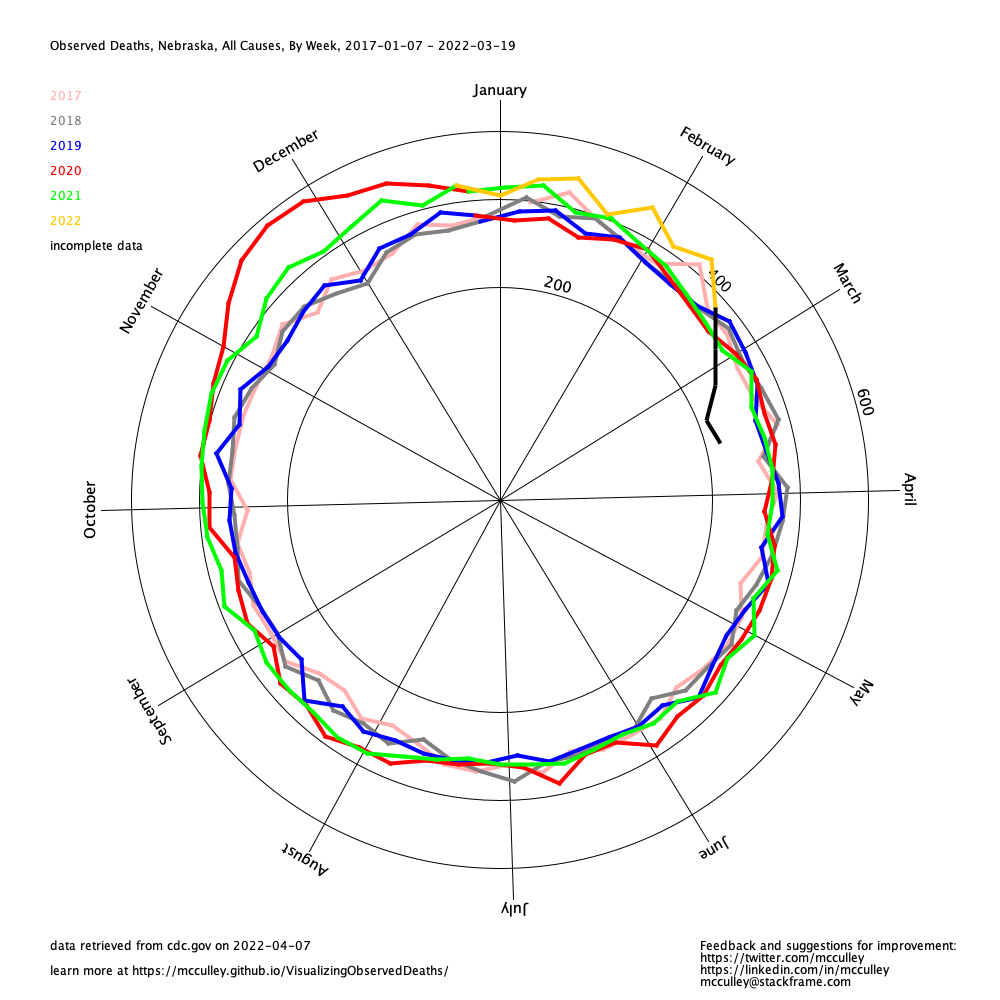 Observed Deaths, Nebraska, All Causes, By Week, 2017-01-07 - 2022-03-19
January
2017
2018
2019
2020
2021
2022
incomplete data
December
February
November
March
200
400
600
October
April
September
May
August
June
July
data retrieved from cdc.gov on 2022-04-07
learn more at https://mcculley.github.io/VisualizingObservedDeaths/
Feedback and suggestions for improvement:
https://twitter.com/mcculley
https://linkedin.com/in/mcculley
mcculley@stackframe.com